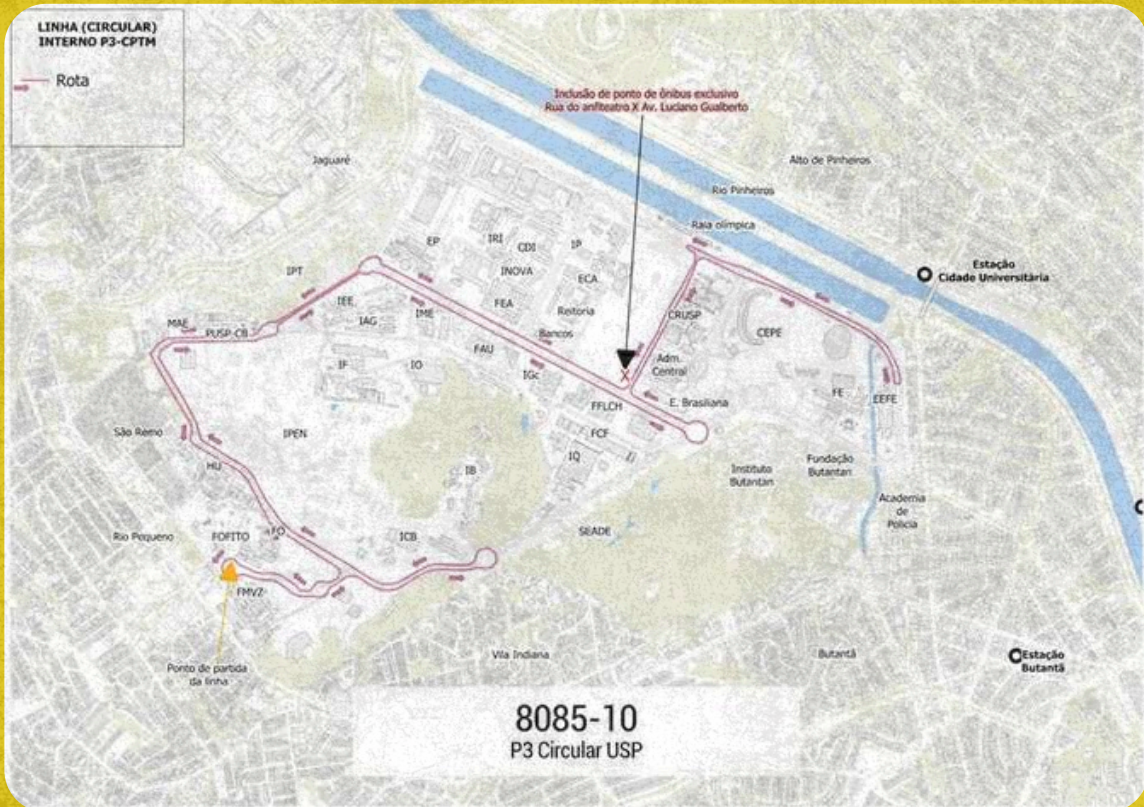 LINHA (CIRCULAR)
INTERNO P3-CPTM
Rota
Inclusão de ponto de ônibus exclusivo
Rua do anfiteatro X Av. Luciano Gualberto
Jaguaré
Alto de Pinheiros
Rio Pinheiros
Raia olímpica
EP
IRI
CDI
IP
IPT
INOVA
ECA
Estação
Cidade Universitária
IEE
FEA
Reitoria
CRUSP
IAG
IME
MAE
PUSP-CB
Bancos
CEPE
FAU
IF
IO
IGc
Adm.
Central
X
FE
EEFE
FFLCH
E. Brasiliana
São Remo
IPEN
FCF
IQ
HU
IB
Instituto
Butantan
Fundação
Butantan
Academia
de
Polícia
Rio Pequeno
FOFITO
FO
ICB
SEADE
FMVZ
Ponto de partida
da linha
Vila Indiana
Butantã
Estação
Butantã
8085-10
P3 Circular USP